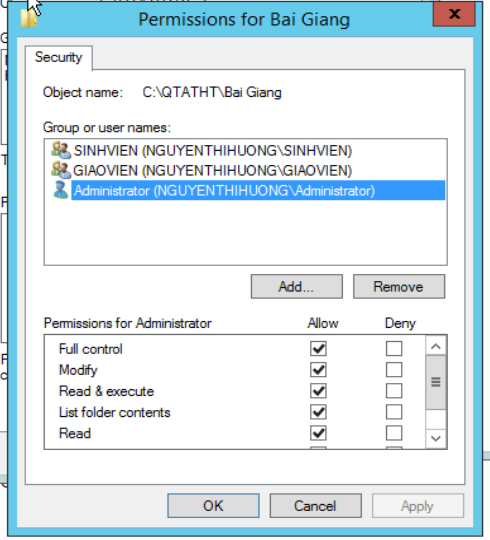 Permissions for Bai Giang
x
Security
Object name: C:\QTATHT\Bai Giang
Group or user names:
SINHVIEN (NGUYENTHIHUONG\SINHVIEN)
GIAOVIEN (NGUYENTHIHUONG\GIAOVIEN)
Administrator (NGUYENTHIHUONG\Administrator)
Add... Remove
Permissions for Administrator Allow Deny
Full control
Modify
Read & execute
List folder contents
Read
OK Cancel Apply